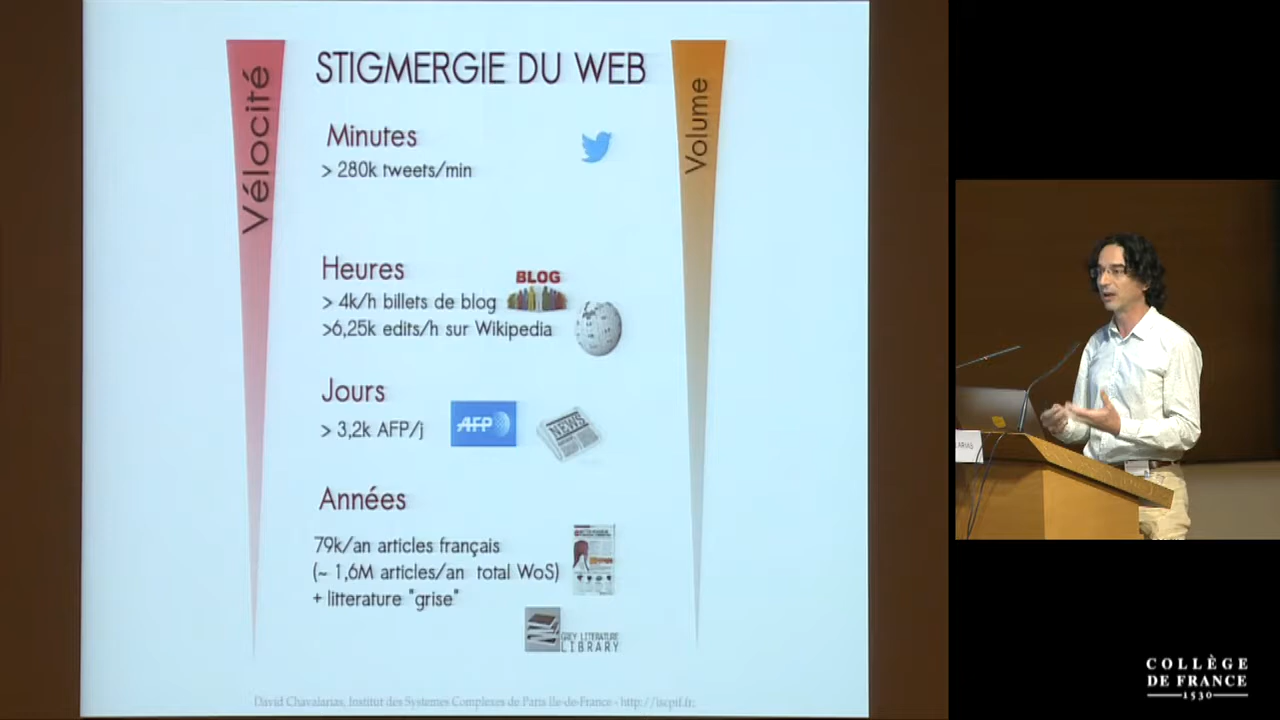 STIGMERGIE DU WEB
Vélocité
Volume
Minutes
> 280k tweets/min
Heures
BLOG
> 4k/h billets de blog
>6,25k edits/h sur Wikipedia
Jours
> 3,2k AFP/j
AFP
NEWS
Années
79k/an articles français
(~ 1,6M articles/an total WoS)
+ litterature "grise"
GREY LITERATURE
LIBRARY
David Chavalarias, Institut des Systemes Complexes de Paris Ile-de-France - http://iscpif.fr
COLLÈGE
DE FRANCE
1530